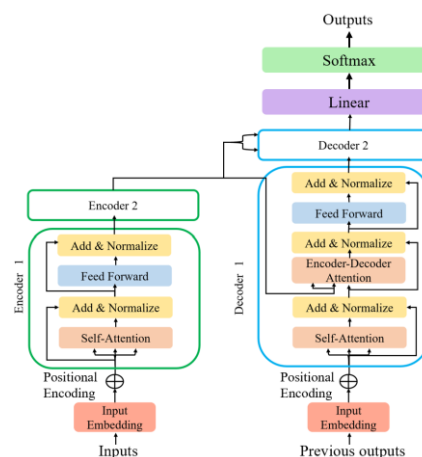 Outputs
Softmax
Linear
Decoder 2
Encoder 2
Encoder 1
Add & Normalize
Feed Forward
Add & Normalize
Self-Attention
Positional
Encoding
Input
Embedding
Inputs
Decoder 1
Add & Normalize
Feed Forward
Add & Normalize
Encoder-Decoder
Attention
Add & Normalize
Self-Attention
Positional
Encoding
Input
Embedding
Previous outputs